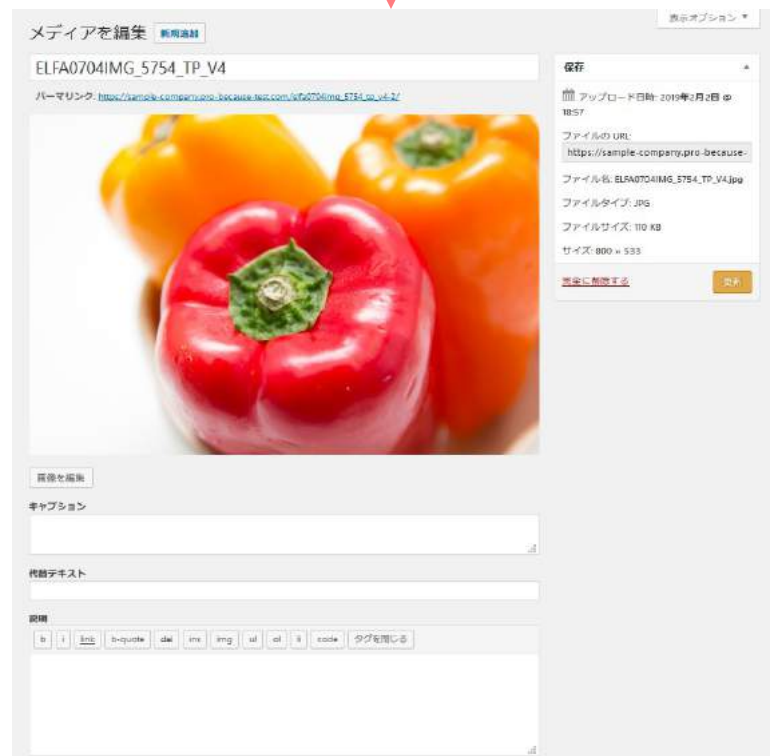 表示オプション ▼
メディアを編集 新規追加
ELFA0704IMG_5754_TP_V4
パーマリンク: https://sample-company.pro-because-test.com/elfa0704img_5754_tp_v4-2/
保存
アップロード日時: 2019年2月2日 @
18:57
ファイルの URL:
https://sample-company.pro-because-
ファイル名: ELFA0704IMG_5754_TP_V4.jpg
ファイルタイプ: JPG
ファイルサイズ: 110 KB
サイズ: 800 × 533
完全に削除する 更新
画像を編集
キャプション
代替テキスト
説明
b i link b-quote del ins img ul ol li code タグを閉じる